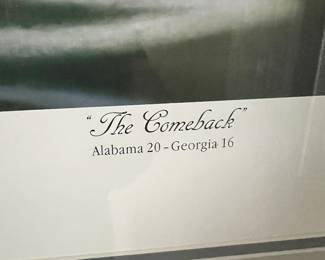 "The Comeback"
Alabama 20 - Georgia 16